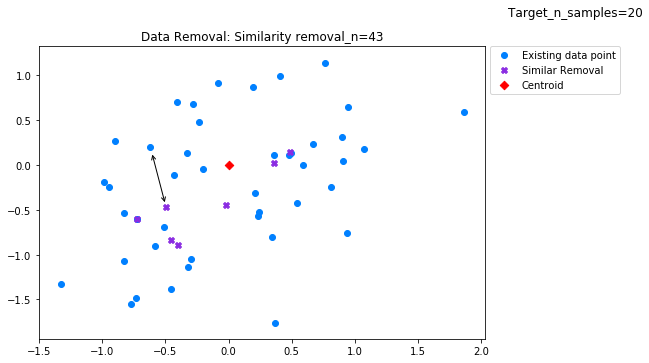 Target_n_samples=20
Data Removal: Similarity removal_n=43
Existing data point
Similar Removal
Centroid
1.0
0.5
0.0
−0.5
−1.0
−1.5
−1.5 −1.0 −0.5 0.0 0.5 1.0 1.5 2.0